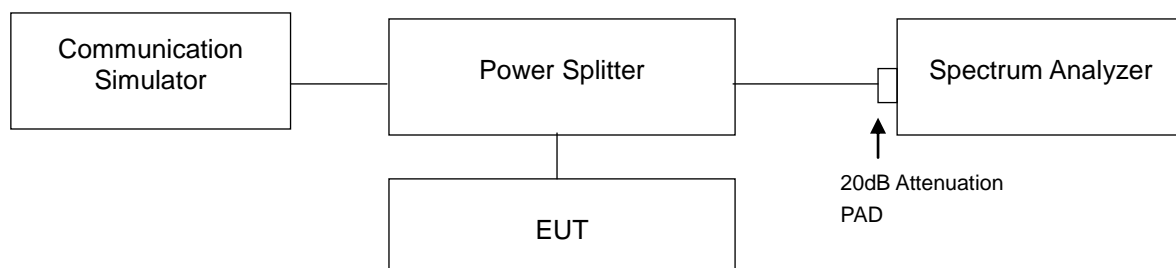 Communication
Simulator
Power Splitter
Spectrum Analyzer
20dB Attenuation
PAD
EUT